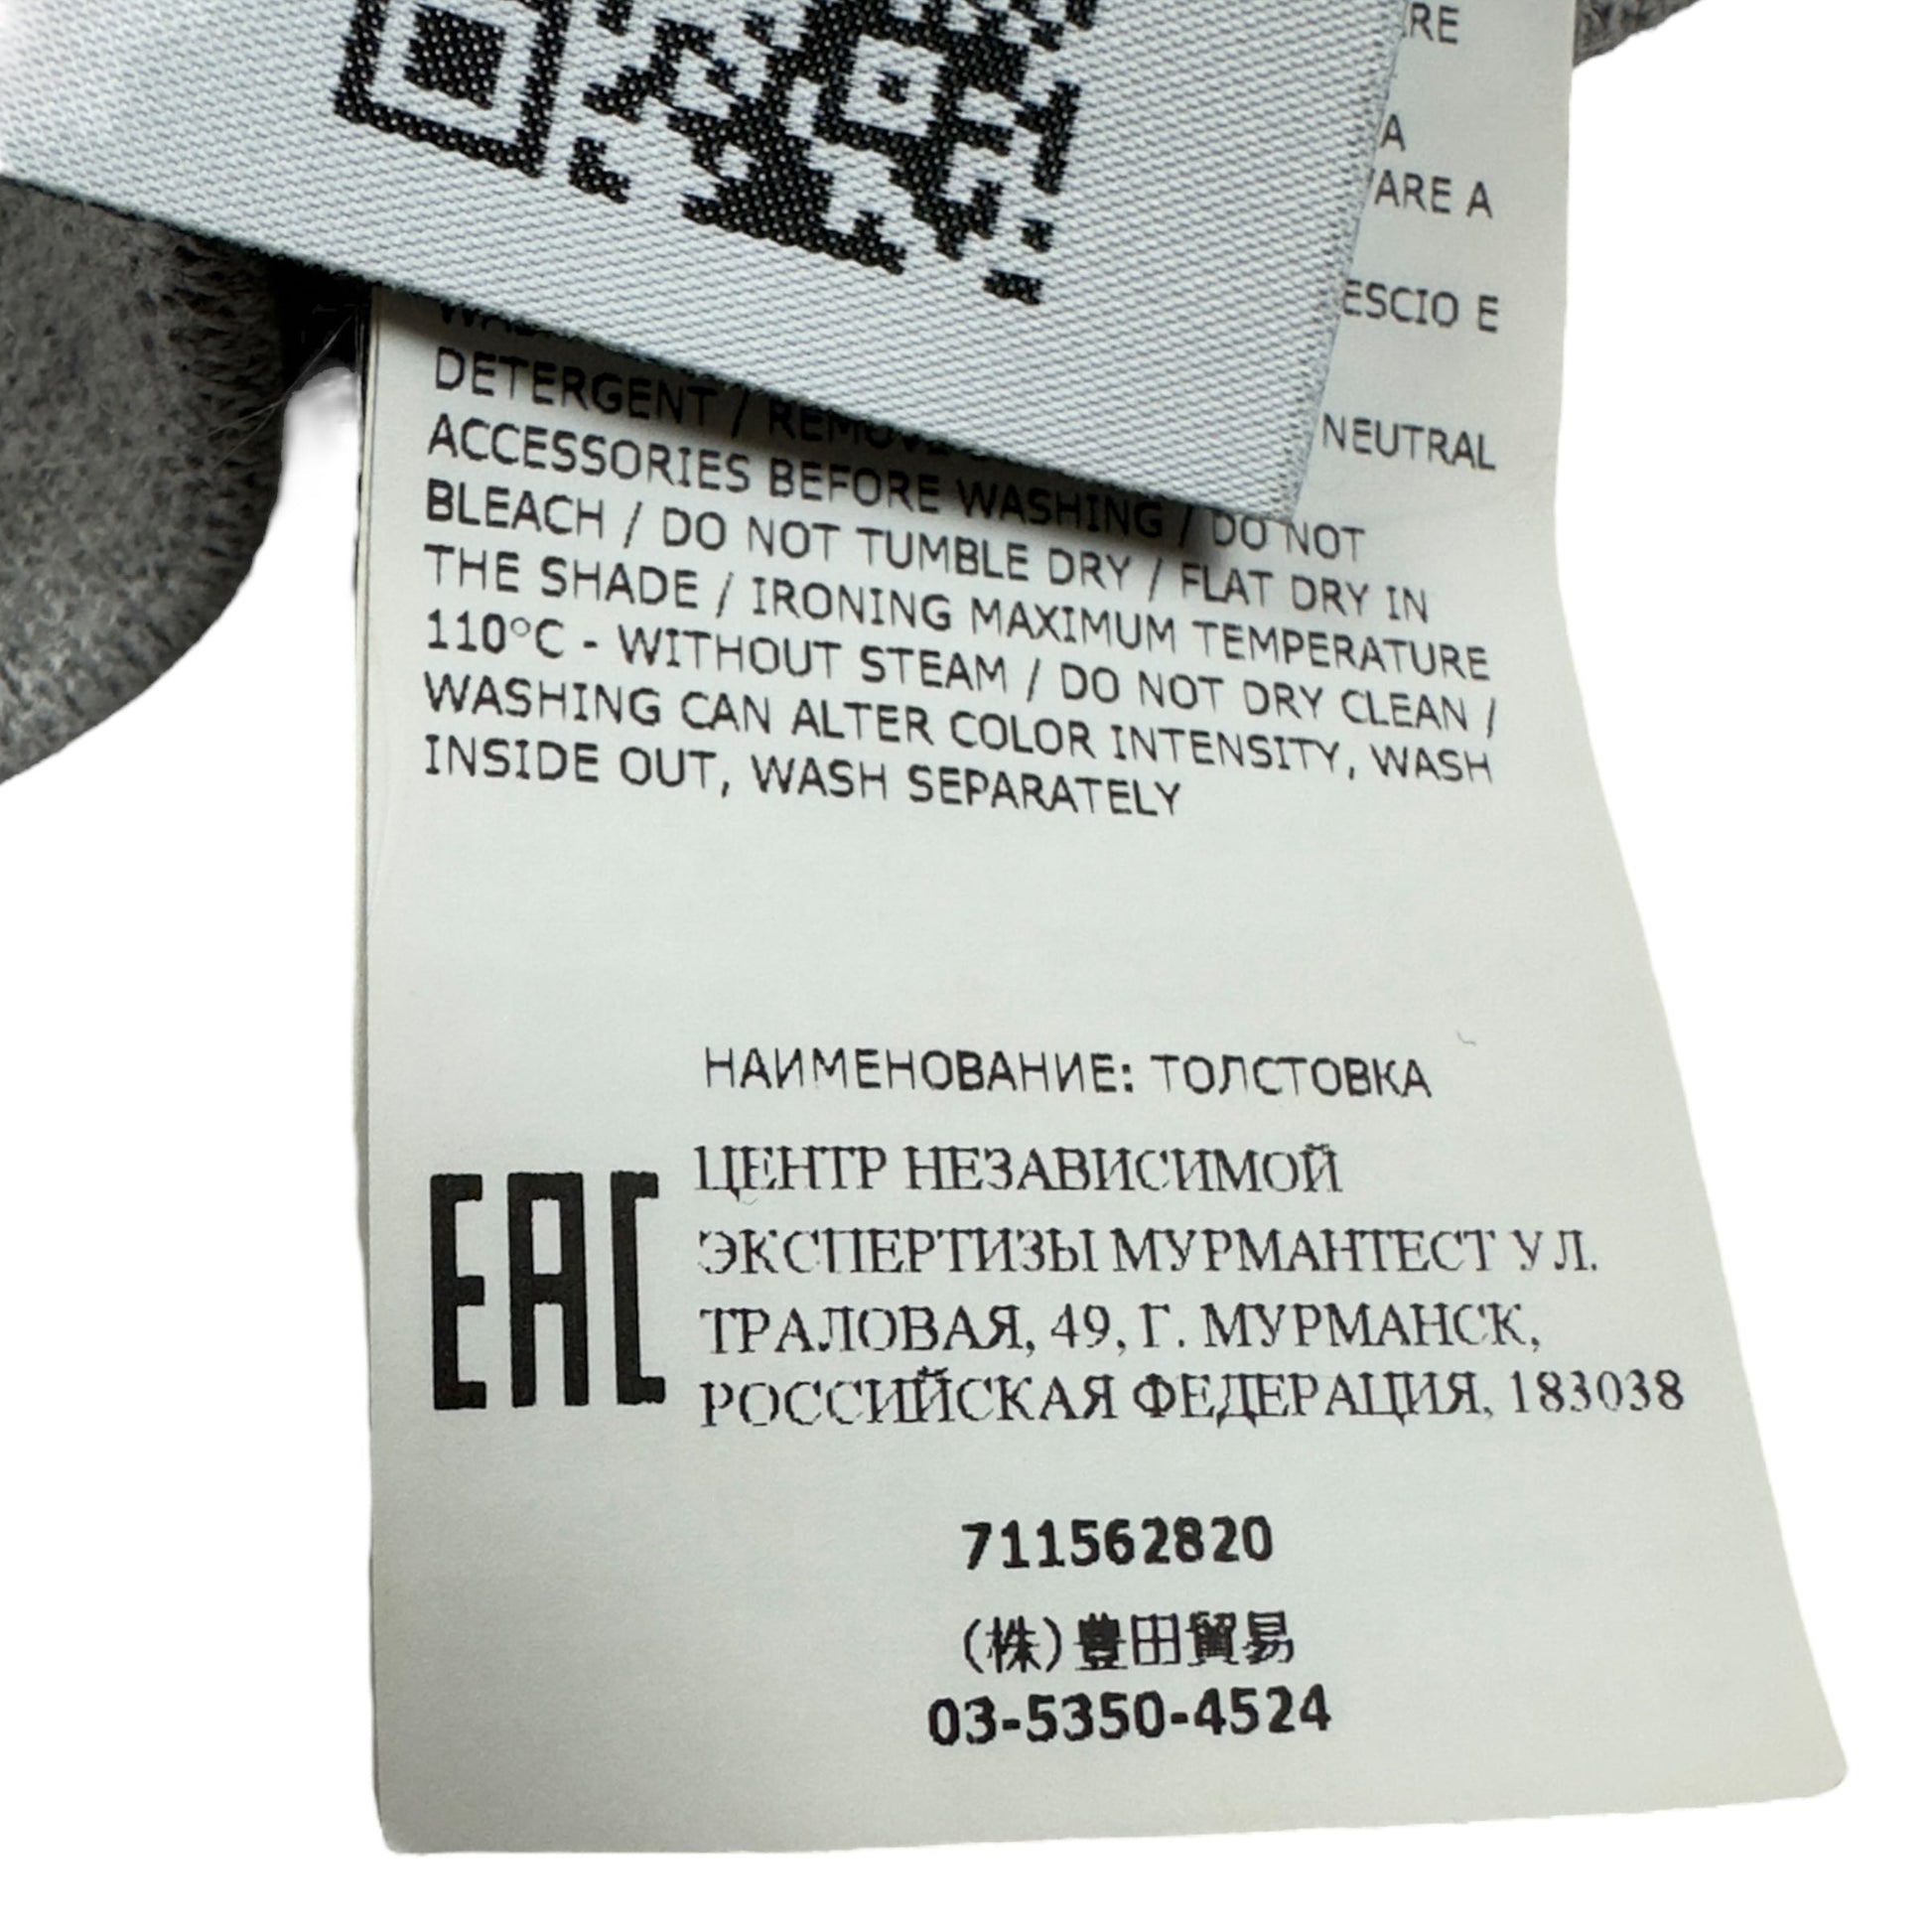 ARE A
NEUTRAL
DETERGENT / REMOVE
ACCESSORIES BEFORE WASHING / DO NOT
BLEACH / DO NOT TUMBLE DRY / FLAT DRY IN
THE SHADE / IRONING MAXIMUM TEMPERATURE
110°C - WITHOUT STEAM / DO NOT DRY CLEAN /
WASHING CAN ALTER COLOR INTENSITY, WASH
INSIDE OUT, WASH SEPARATELY
НАИМЕНОВАНИЕ: ТОЛСТОВКА
EAC
ЦЕНТР НЕЗАВИСИМОЙ
ЭКСПЕРТИЗЫ МУРМАНТЕСТ УЛ.
ТРАЛОВАЯ, 49, Г. МУРМАНСК,
РОССИЙСКАЯ ФЕДЕРАЦИЯ, 183038
711562820
(株)豊田貿易
03-5350-4524